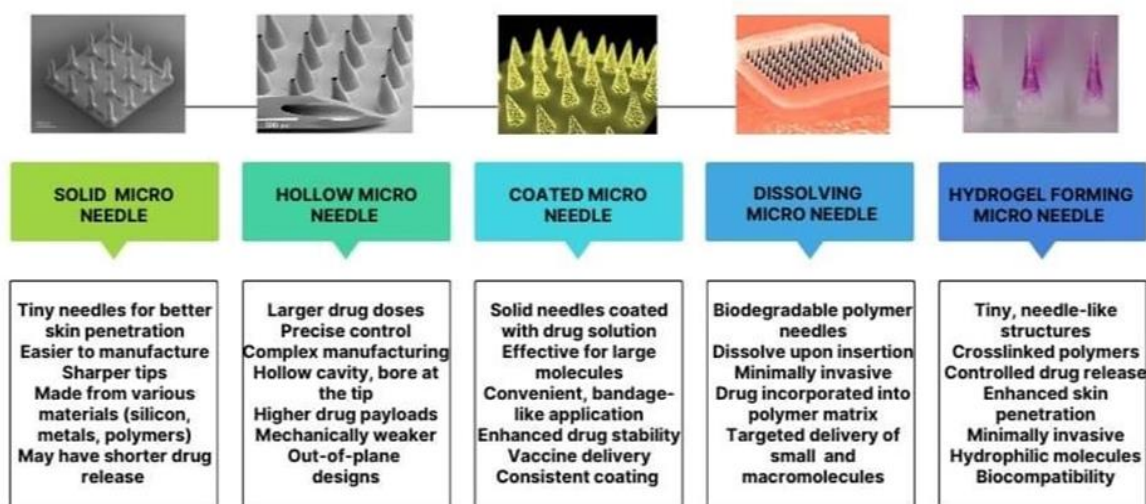 SOLID MICRO
NEEDLE
HOLLOW MICRO
NEEDLE
COATED MICRO
NEEDLE
DISSOLVING
MICRO NEEDLE
HYDROGEL FORMING
MICRO NEEDLE
Tiny needles for better
skin penetration
Easier to manufacture
Sharper tips
Made from various
materials (silicon,
metals, polymers)
May have shorter drug
release
Larger drug doses
Precise control
Complex manufacturing
Hollow cavity, bore at
the tip
Higher drug payloads
Mechanically weaker
Out-of-plane
designs
Solid needles coated
with drug solution
Effective for large
molecules
Convenient, bandage-
like application
Enhanced drug stability
Vaccine delivery
Consistent coating
Biodegradable polymer
needles
Dissolve upon insertion
Minimally invasive
Drug incorporated into
polymer matrix
Targeted delivery of
small and
macromolecules
Tiny, needle-like
structures
Crosslinked polymers
Controlled drug release
Enhanced skin
penetration
Minimally invasive
Hydrophilic molecules
Biocompatibility